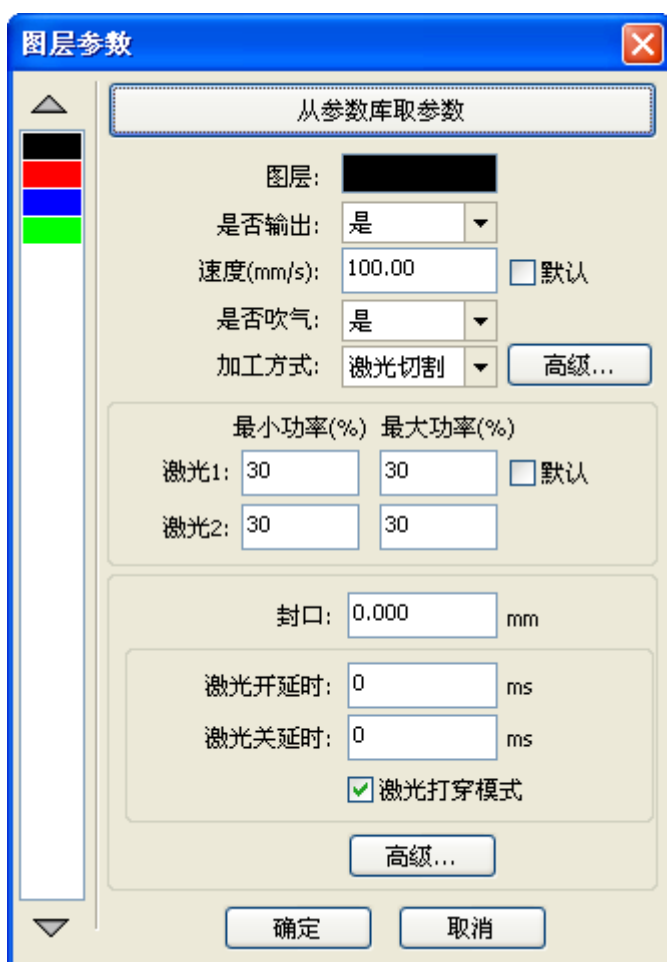 图层参数
从参数库取参数
图层:
是否输出: 是
速度(mm/s): 100.00 默认
是否吹气: 是
加工方式: 激光切割 高级...
最小功率(%) 最大功率(%)
激光1: 30 30 默认
激光2: 30 30
封口: 0.000 mm
激光开延时: 0 ms
激光关延时: 0 ms
激光打穿模式
高级...
确定 取消